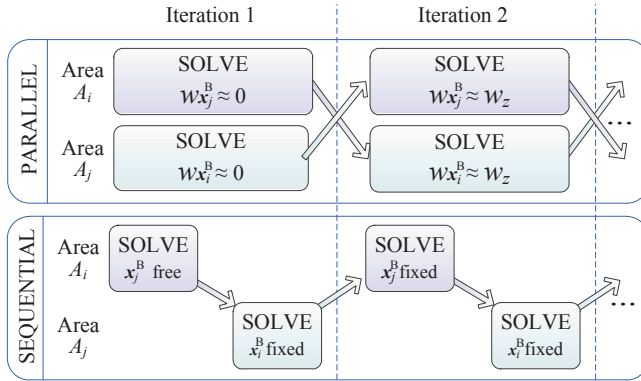 Iteration 1 Iteration 2
PARALLEL
Area
A_i
SOLVE
wx_j^B ≈ 0
SOLVE
wx_j^B ≈ w_z
Area
A_j
SOLVE
wx_i^B ≈ 0
SOLVE
wx_i^B ≈ w_z
...
SEQUENTIAL
Area
A_i
SOLVE
x_j^B free
SOLVE
x_j^B fixed
Area
A_j
SOLVE
x_i^B fixed
SOLVE
x_i^B fixed
...